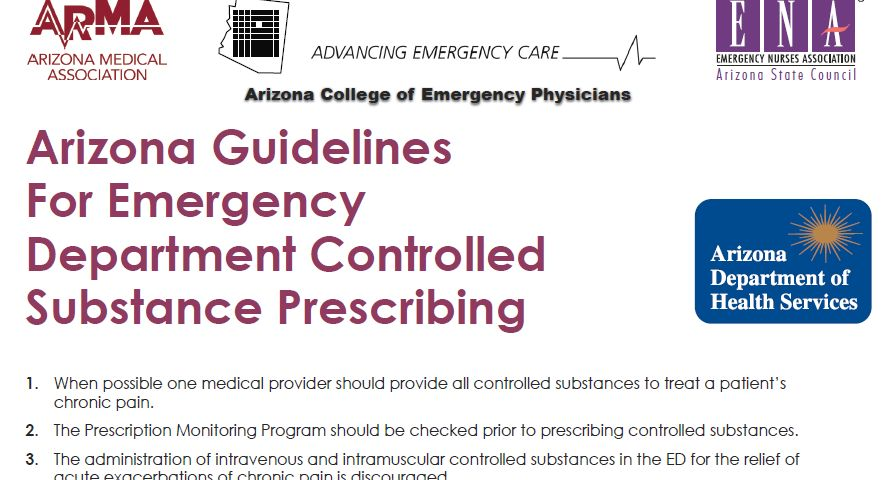 ARMA
ARIZONA MEDICAL
ASSOCIATION
ADVANCING EMERGENCY CARE
Arizona College of Emergency Physicians
ENA
EMERGENCY NURSES ASSOCIATION
Arizona State Council
Arizona Guidelines
For Emergency
Department Controlled
Substance Prescribing
Arizona
Department of
Health Services
1. When possible one medical provider should provide all controlled substances to treat a patient’s
chronic pain.
2. The Prescription Monitoring Program should be checked prior to prescribing controlled substances.
3. The administration of intravenous and intramuscular controlled substances in the ED for the relief of
acute exacerbations of chronic pain is discouraged